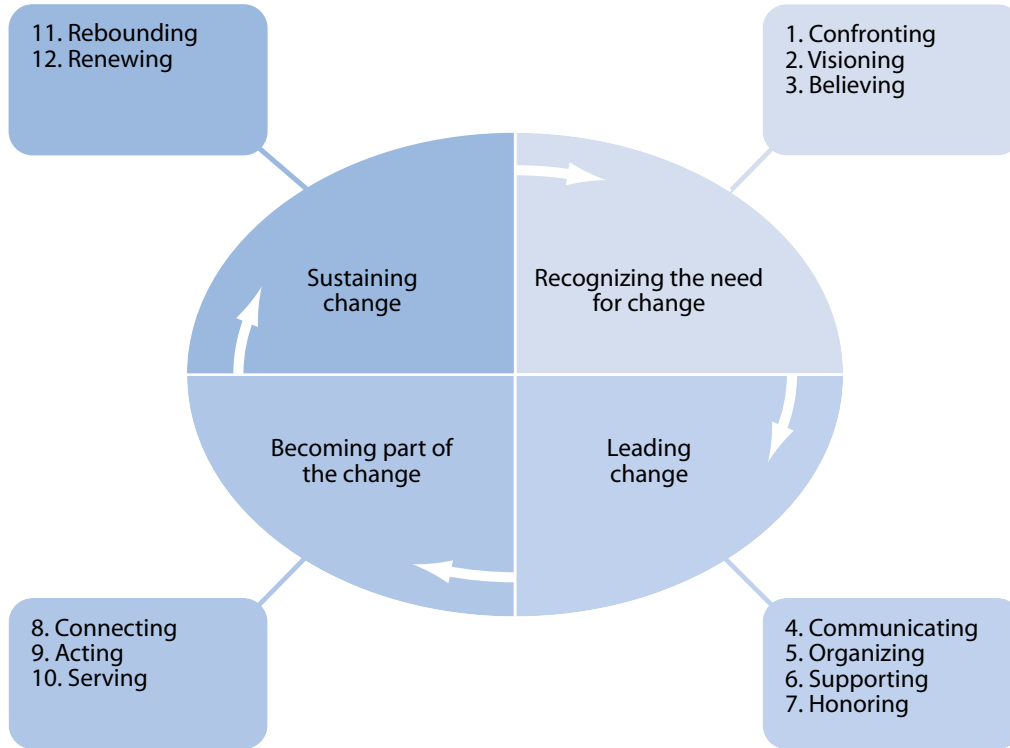 11. Rebounding
12. Renewing
1. Confronting
2. Visioning
3. Believing
Sustaining
change
Recognizing the need
for change
Becoming part of
the change
Leading
change
8. Connecting
9. Acting
10. Serving
4. Communicating
5. Organizing
6. Supporting
7. Honoring